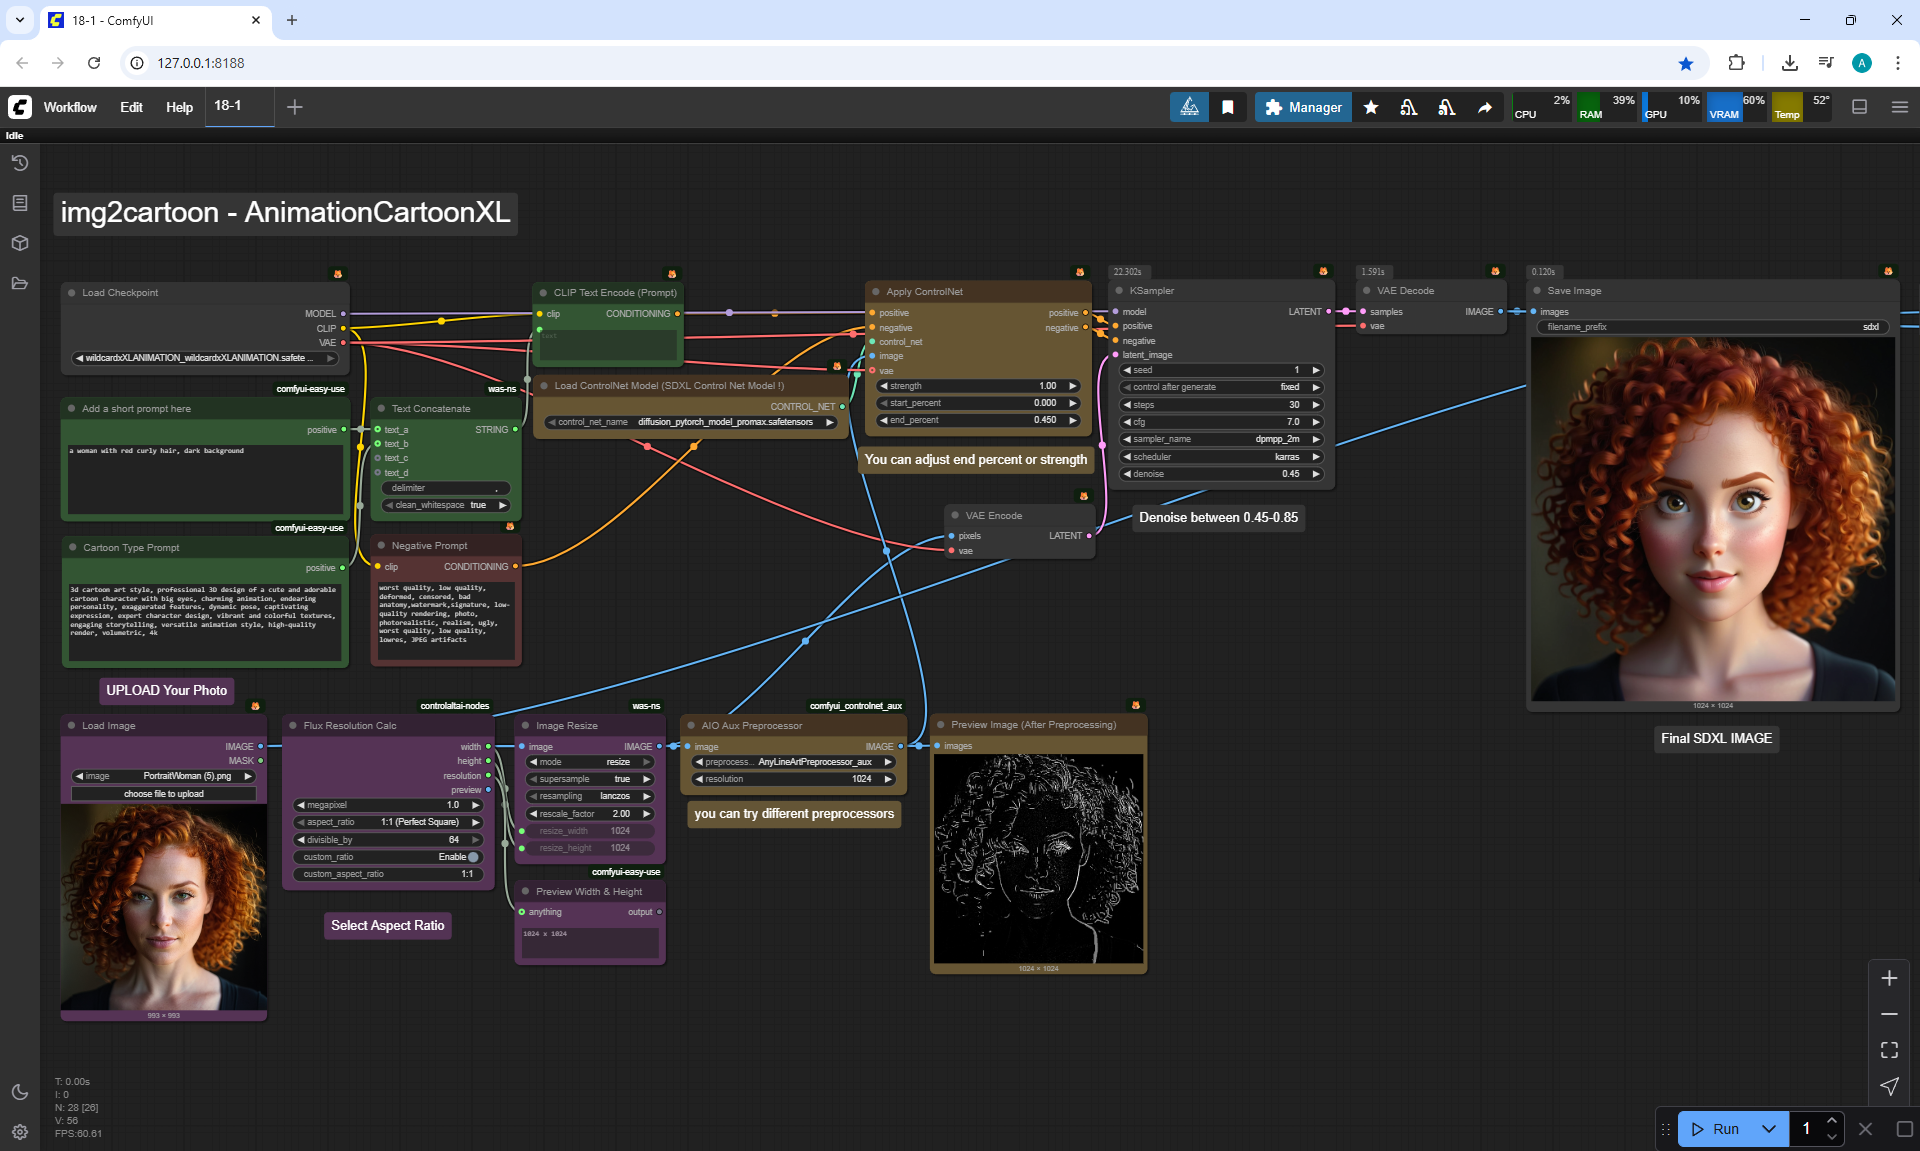 18-1 - ComfyUI
127.0.0.1:8188
A
Workflow
Edit
Help
18-1
Manager
CPU
2%
RAM
39%
GPU
10%
VRAM
60%
Temp
52°
Idle
img2cartoon - AnimationCartoonXL
Load Checkpoint
MODEL
CLIP
VAE
wildcardxXLANIMATION_wildcardxXLANIMATION.safete ...
CLIP Text Encode (Prompt)
clip
CONDITIONING
text
Load ControlNet Model (SDXL Control Net Model !)
CONTROL_NET
control_net_name
diffusion_pytorch_model_promax.safetensors
Apply ControlNet
positive
positive
negative
negative
control_net
image
vae
strength
1.00
start_percent
0.000
end_percent
0.450
You can adjust end percent or strength
22.302s
KSampler
model
LATENT
positive
negative
latent_image
seed
1
control after generate
fixed
steps
30
cfg
7.0
sampler_name
dpmpp_2m
scheduler
karras
denoise
0.45
Denoise between 0.45-0.85
1.591s
VAE Decode
samples
IMAGE
vae
0.120s
Save Image
images
filename_prefix
sdxl
1024 × 1024
Final SDXL IMAGE
comfyui-easy-use
Add a short prompt here
positive
a woman with red curly hair, dark background
was-ns
Text Concatenate
text_a
STRING
text_b
text_c
text_d
delimiter
,
clean_whitespace
true
comfyui-easy-use
Cartoon Type Prompt
positive
3d cartoon art style, professional 3D design of a cute and adorable
cartoon character with big eyes, charming animation, endearing
personality, exaggerated features, dynamic pose, captivating
expression, expert character design, vibrant and colorful textures,
engaging storytelling, versatile animation style, high-quality
render, volumetric, 4k
Negative Prompt
clip
CONDITIONING
worst quality, low quality,
deformed, censored, bad
anatomy,watermark,signature, low-
quality rendering, photo,
photorealistic, realism, ugly,
worst quality, low quality,
lowres, JPEG artifacts
VAE Encode
pixels
LATENT
vae
UPLOAD Your Photo
Load Image
IMAGE
MASK
image
PortraitWoman (5).png
choose file to upload
993 × 993
controlaltai-nodes
Flux Resolution Calc
width
height
resolution
preview
megapixel
1.0
aspect_ratio
1:1 (Perfect Square)
divisible_by
64
custom_ratio
Enable
custom_aspect_ratio
1:1
Select Aspect Ratio
was-ns
Image Resize
image
IMAGE
mode
resize
supersample
true
resampling
lanczos
rescale_factor
2.00
resize_width
1024
resize_height
1024
comfyui-easy-use
Preview Width & Height
anything
output
1024 x 1024
comfyui_controlnet_aux
AIO Aux Preprocessor
image
IMAGE
preprocess...
AnyLineArtPreprocessor_aux
resolution
1024
you can try different preprocessors
Preview Image (After Preprocessing)
images
1024 × 1024
T: 0.00s
I: 0
N: 28 [26]
V: 56
FPS:60.61
Run
1